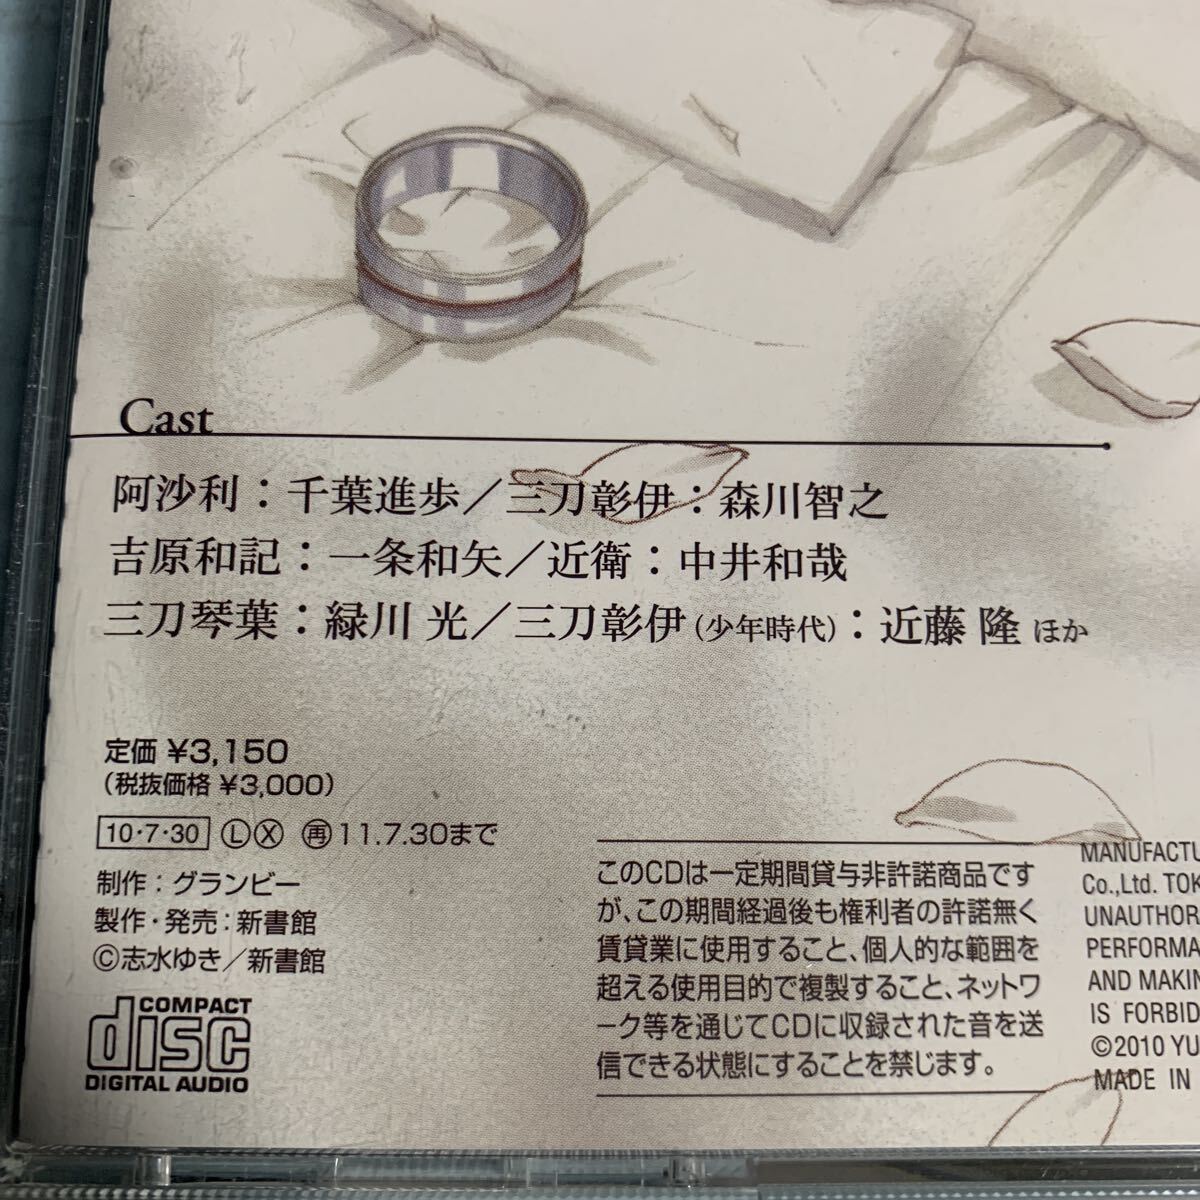 Cast
阿沙利：千葉進歩／三刀彰伊：森川智之
吉原和記：一条和矢／近衛：中井和哉
三刀琴葉：緑川 光／三刀彰伊（少年時代）：近藤 隆 ほか
定価 ¥3,150
（税抜価格 ¥3,000）
10・7・30 Ⓛ Ⓧ ㊢11.7.30まで
制作：グランビー
製作・発売：新書館
©志水ゆき／新書館
COMPACT
disc
DIGITAL AUDIO
このCDは一定期間貸与非許諾商品です
が、この期間経過後も権利者の許諾無く
賃貸業に使用すること、個人的な範囲を
超える使用目的で複製すること、ネットワ
ーク等を通じてCDに収録された音を送
信できる状態にすることを禁じます。
MANUFACTU
Co.,Ltd. TOK
UNAUTHOR
PERFORMA
AND MAKIN
IS FORBID
©2010 YU
MADE IN